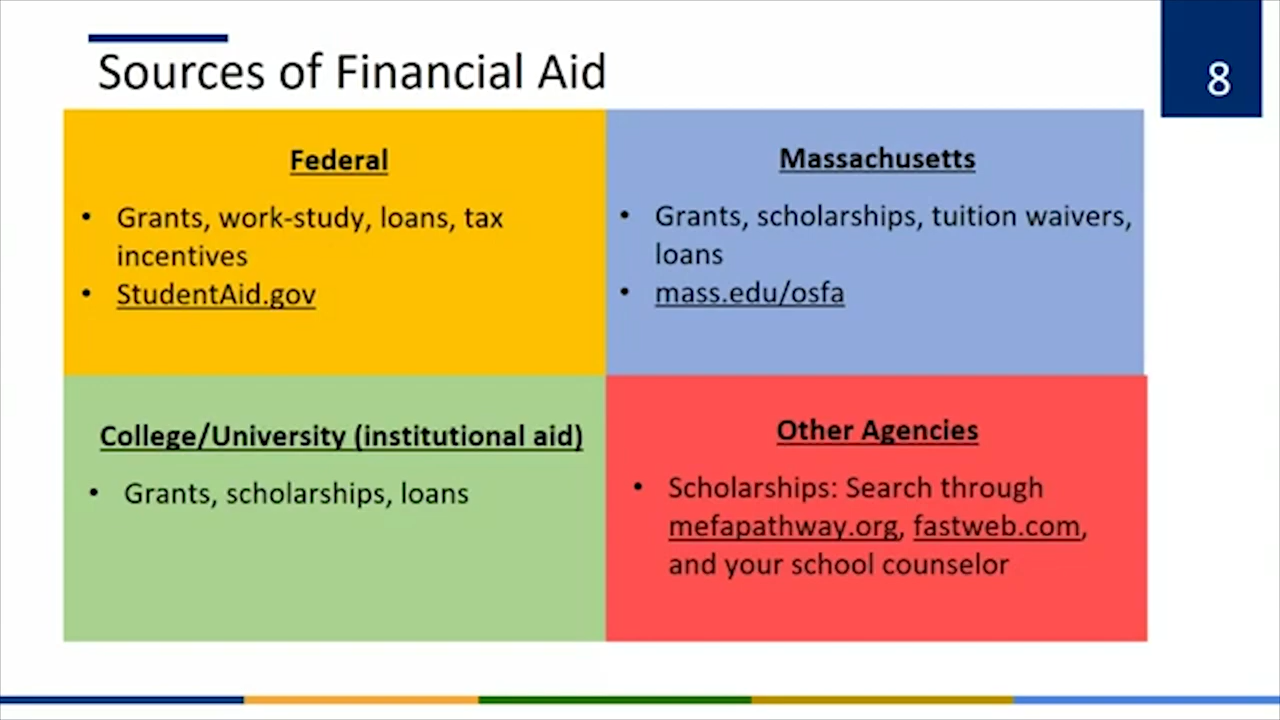 Sources of Financial Aid
8
Federal
• Grants, work-study, loans, tax
incentives
• StudentAid.gov
Massachusetts
• Grants, scholarships, tuition waivers,
loans
• mass.edu/osfa
College/University (institutional aid)
• Grants, scholarships, loans
Other Agencies
• Scholarships: Search through
mefapathway.org, fastweb.com,
and your school counselor